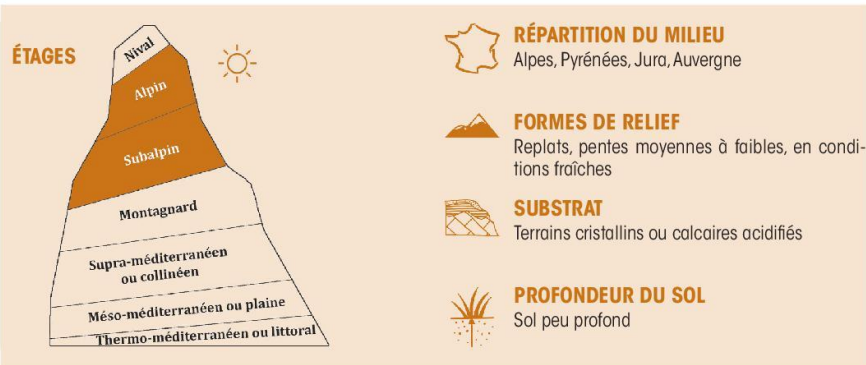 ÉTAGES
Nival
Alpin
Subalpin
Montagnard
Supra-méditerranéen
ou collinéen
Méso-méditerranéen ou plaine
Thermo-méditerranéen ou littoral
RÉPARTITION DU MILIEU
Alpes, Pyrénées, Jura, Auvergne
FORMES DE RELIEF
Replats, pentes moyennes à faibles, en condi-
tions fraîches
SUBSTRAT
Terrains cristallins ou calcaires acidifiés
PROFONDEUR DU SOL
Sol peu profond